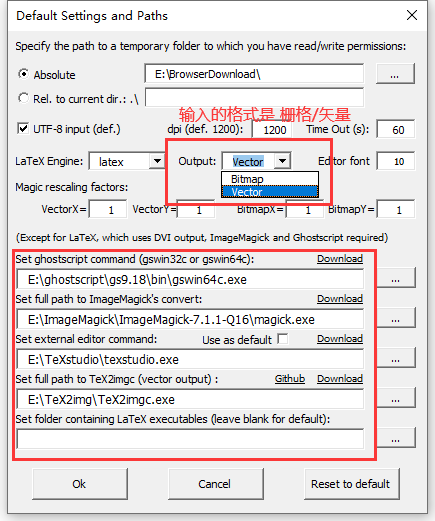 Default Settings and Paths
Specify the path to a temporary folder to which you have read/write permissions:
Absolute E:\BrowserDownload\ ...
Rel. to current dir.: .\
输入的格式是 栅格/矢量
UTF-8 input (def.) dpi (def. 1200): 1200 Time Out (s): 60
LaTeX Engine: latex Output: Vector Editor font 10
Bitmap
Vector
Magic rescaling factors:
VectorX= 1 VectorY= 1 BitmapX= 1 BitmapY= 1
(Except for LaTeX, which uses DVI output, ImageMagick and Ghostscript required)
Set ghostscript command (gswin32c or gswin64c): Download
E:\ghostscript\gs9.18\bin\gswin64c.exe ...
Set full path to ImageMagick's convert: Download
E:\ImageMagick\ImageMagick-7.1.1-Q16\magick.exe ...
Set external editor command: Use as default Download
E:\TeXstudio\texstudio.exe ...
Set full path to TeX2imgc (vector output) : Github Download
E:\TeX2img\TeX2imgc.exe ...
Set folder containing LaTeX executables (leave blank for default):
...
Ok Cancel Reset to default